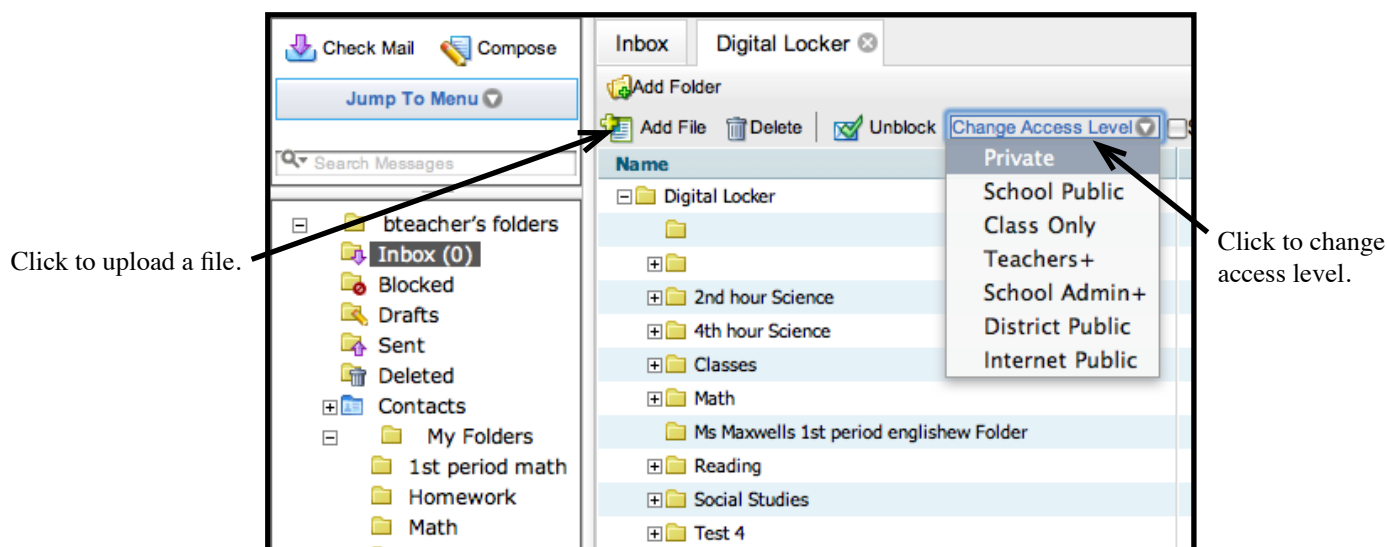 Check Mail Compose
Jump To Menu
Search Messages
bteacher's folders
Inbox (0)
Blocked
Drafts
Sent
Deleted
Contacts
My Folders
1st period math
Homework
Math
Inbox Digital Locker
Add Folder
Add File Delete Unblock Change Access Level
Name
Digital Locker
2nd hour Science
4th hour Science
Classes
Math
Ms Maxwells 1st period englishew Folder
Reading
Social Studies
Test 4
Private
School Public
Class Only
Teachers+
School Admin+
District Public
Internet Public
Click to upload a file.
Click to change
access level.